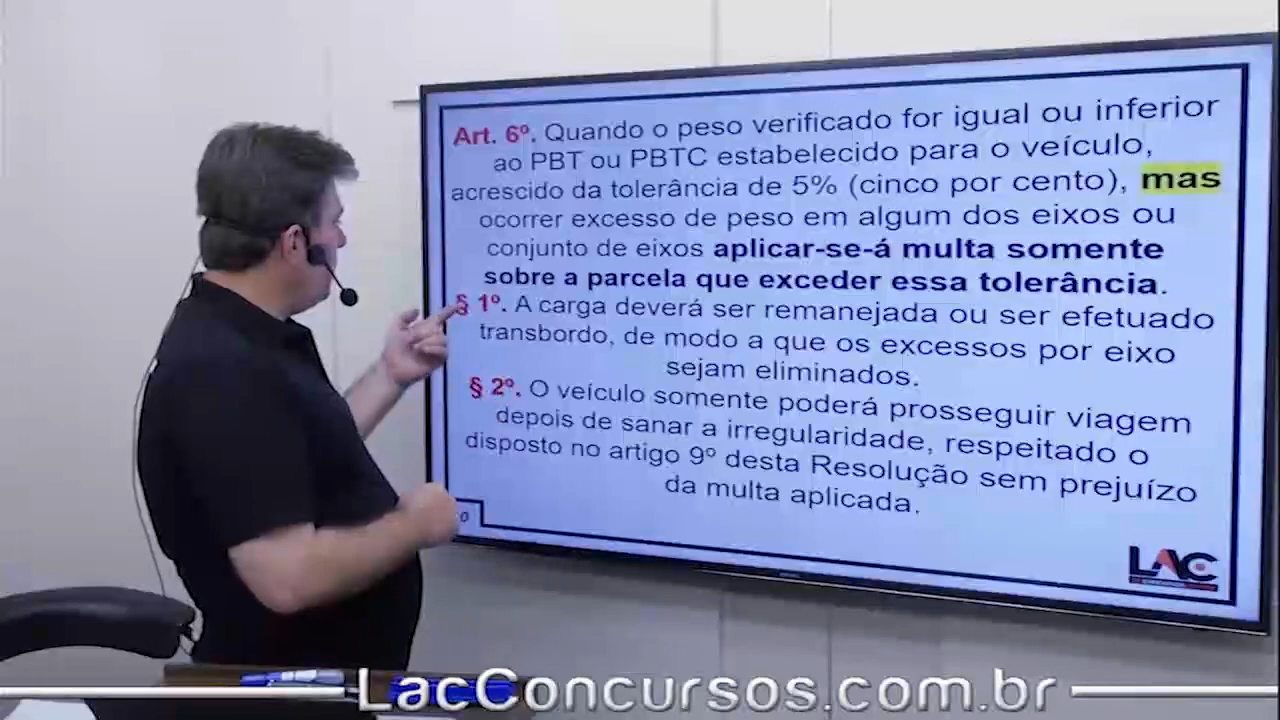 Art. 6º. Quando o peso verificado for igual ou inferior
ao PBT ou PBTC estabelecido para o veículo,
acrescido da tolerância de 5% (cinco por cento), mas
ocorrer excesso de peso em algum dos eixos ou
conjunto de eixos aplicar-se-á multa somente
sobre a parcela que exceder essa tolerância.
§ 1º. A carga deverá ser remanejada ou ser efetuado
transbordo, de modo a que os excessos por eixo
sejam eliminados.
§ 2º. O veículo somente poderá prosseguir viagem
depois de sanar a irregularidade, respeitado o
disposto no artigo 9º desta Resolução sem prejuízo
da multa aplicada.
0
LAC
LacConcursos.com.br